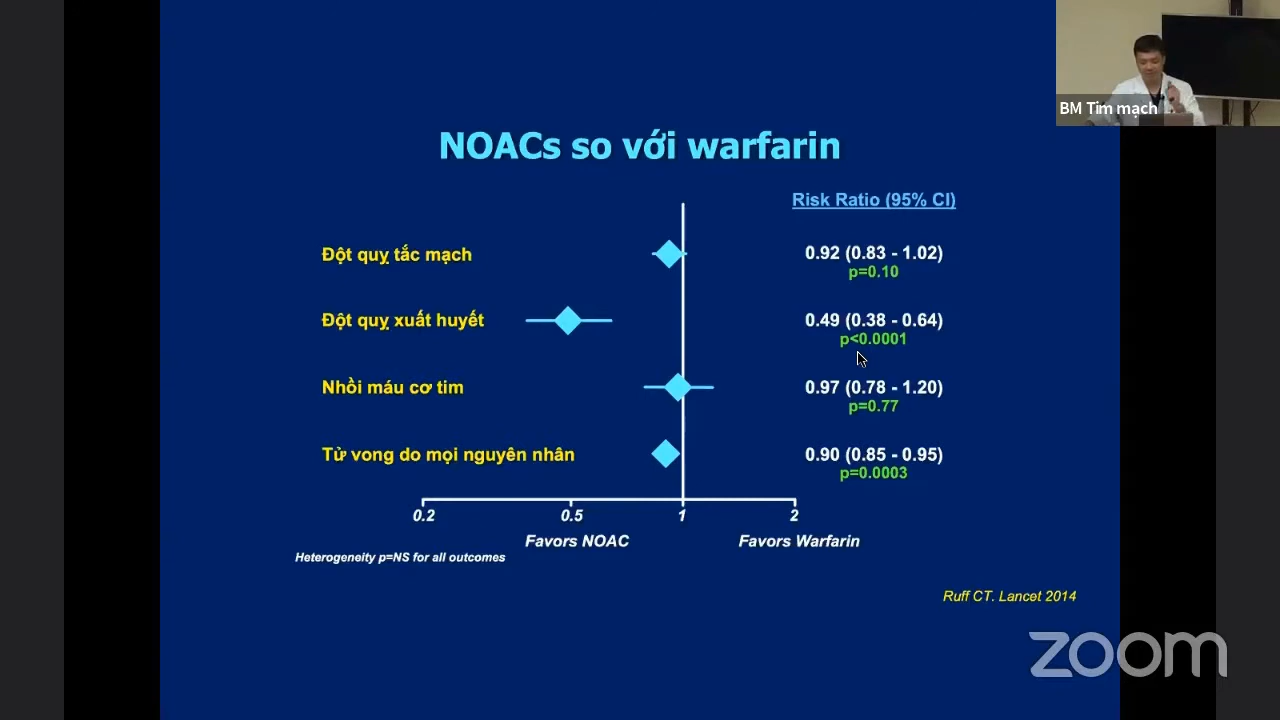 BM Tim mạch
NOACs so với warfarin
Risk Ratio (95% CI)
Đột quỵ tắc mạch
0.92 (0.83 - 1.02)
p=0.10
Đột quỵ xuất huyết
0.49 (0.38 - 0.64)
p<0.0001
Nhồi máu cơ tim
0.97 (0.78 - 1.20)
p=0.77
Tử vong do mọi nguyên nhân
0.90 (0.85 - 0.95)
p=0.0003
0.2 0.5 1 2
Favors NOAC Favors Warfarin
Heterogeneity p=NS for all outcomes
Ruff CT. Lancet 2014
zoom